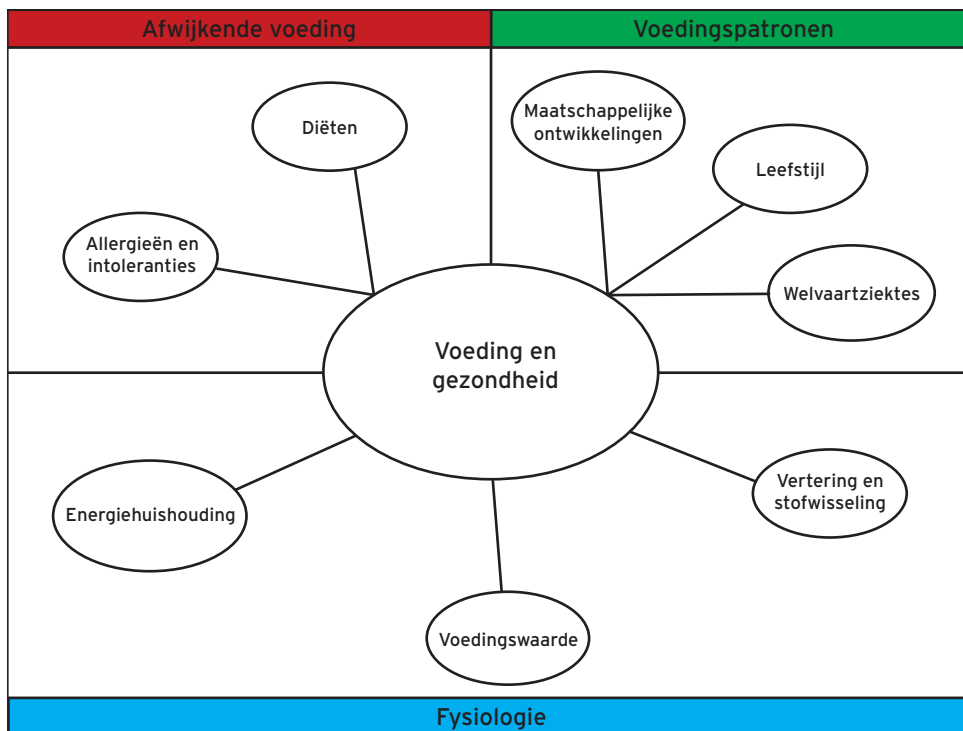 Afwijkende voeding
Voedingspatronen
Diëten
Allergieën en
intoleranties
Maatschappelijke
ontwikkelingen
Leefstijl
Welvaartziektes
Voeding en
gezondheid
Energiehuishouding
Vertering en
stofwisseling
Voedingswaarde
Fysiologie